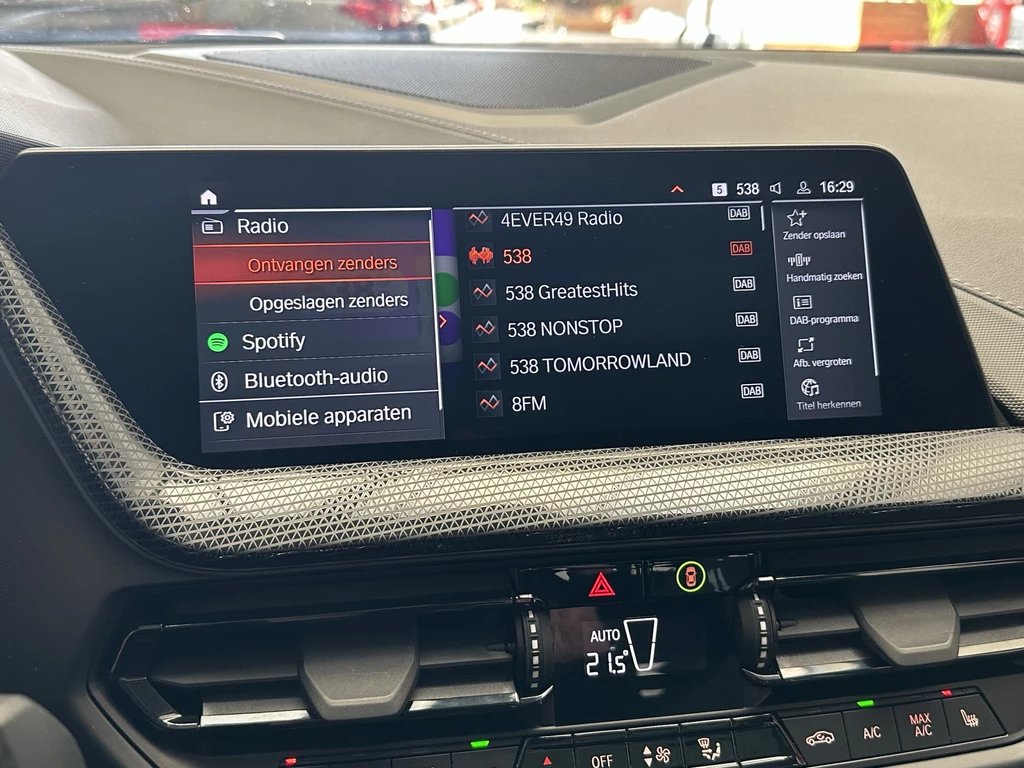 5 538 16:29
Radio
Ontvangen zenders
Opgeslagen zenders
Spotify
Bluetooth-audio
Mobiele apparaten
4EVER49 Radio DAB
538 DAB
538 GreatestHits DAB
538 NONSTOP DAB
538 TOMORROWLAND DAB
8FM DAB
Zender opslaan
Handmatig zoeken
DAB-programma
Afb. vergroten
Titel herkennen
AUTO
21.5°
OFF
A/C
MAX
A/C